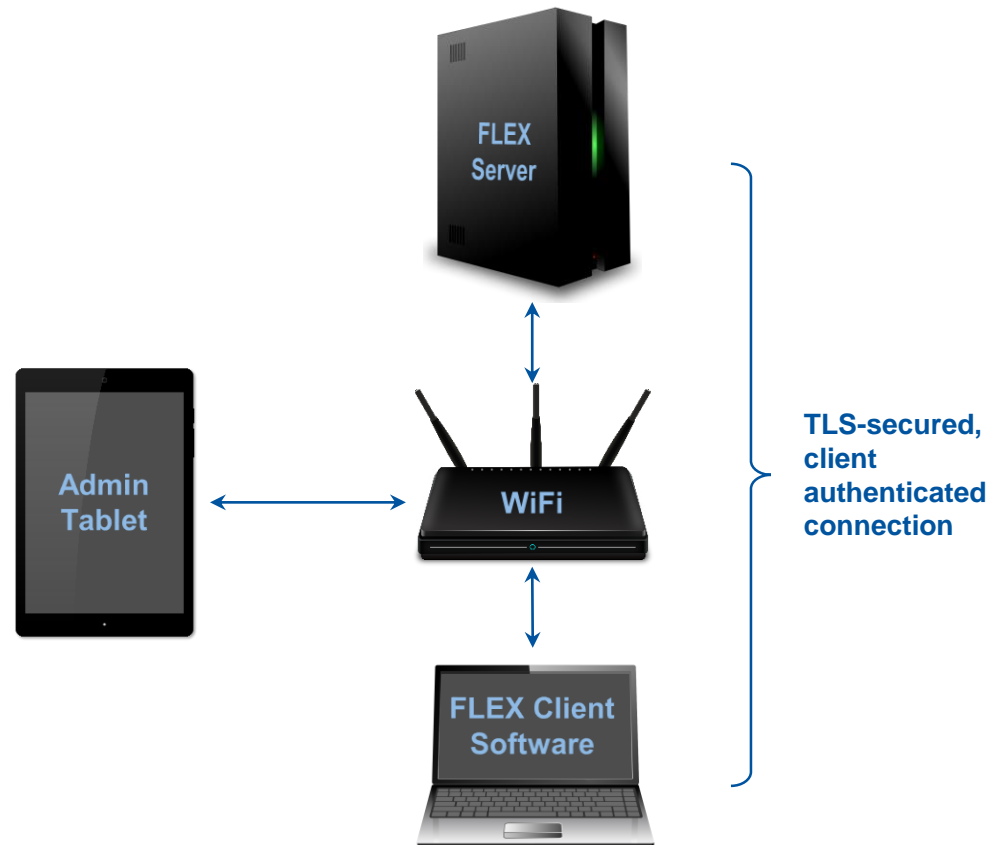 FLEX
Server
Admin
Tablet
WiFi
TLS-secured,
client
authenticated
connection
FLEX Client
Software